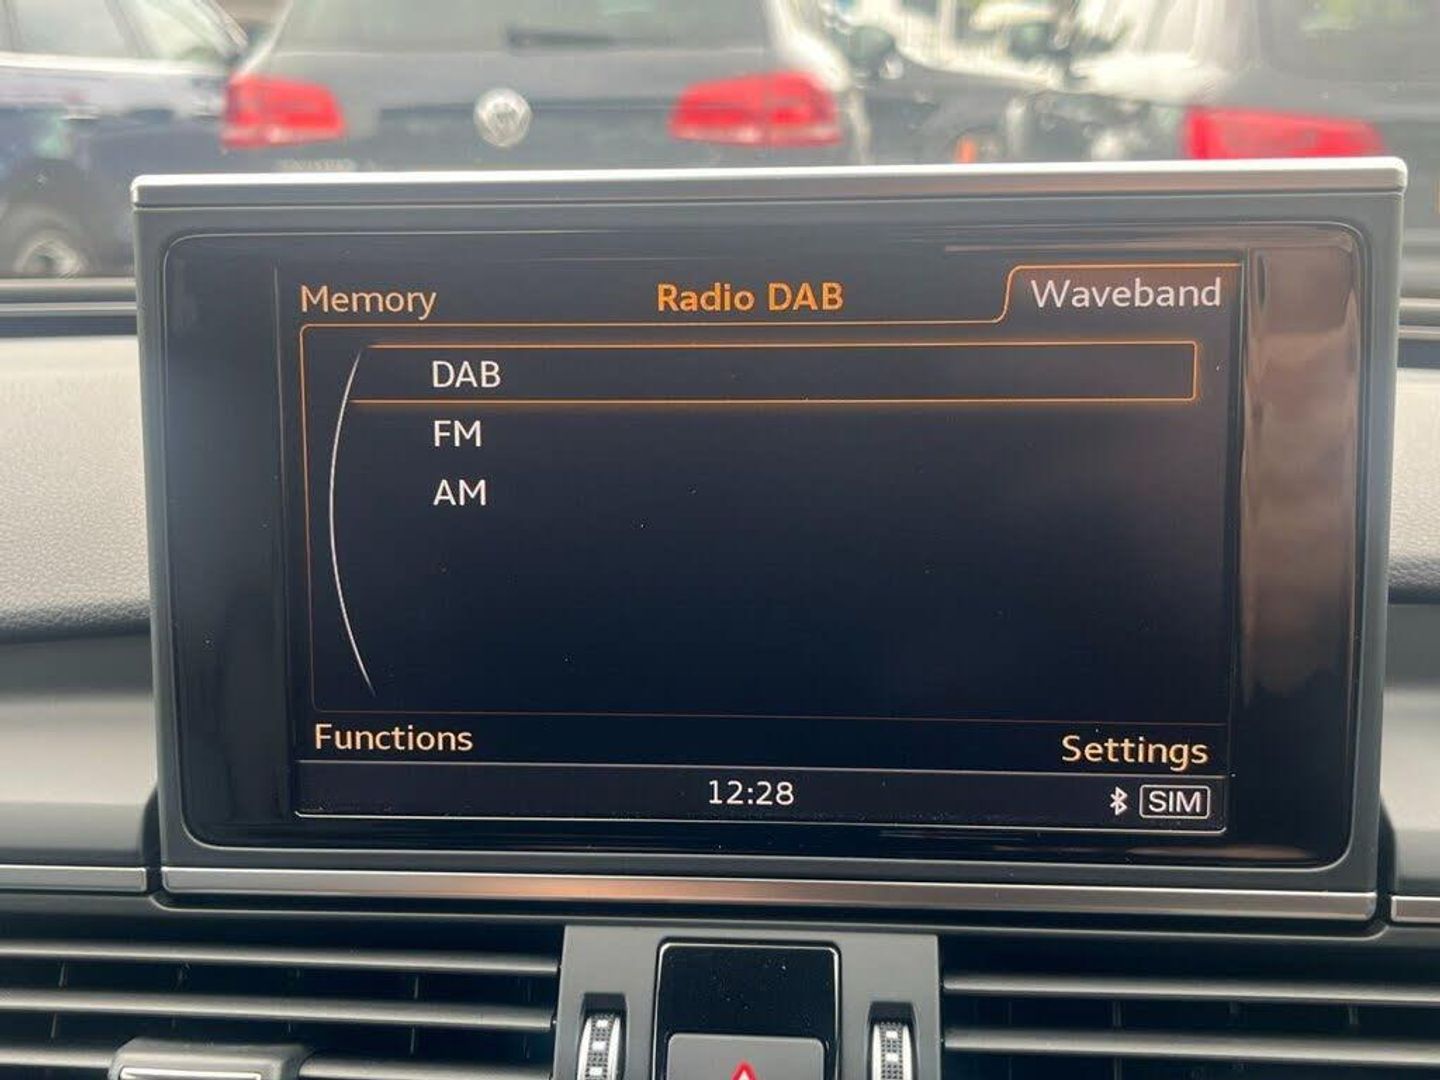 Memory
Radio DAB
Waveband
DAB
FM
AM
Functions
Settings
12:28
SIM